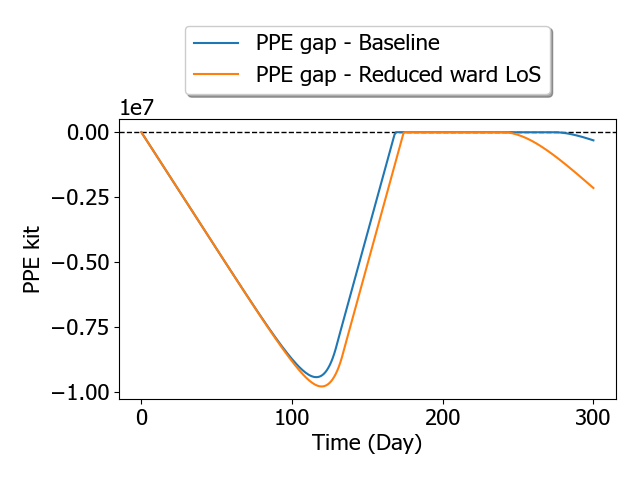 PPE gap - Baseline
PPE gap - Reduced ward LoS
1e7
0.00
−0.25
−0.50
−0.75
−1.00
PPE kit
0 100 200 300
Time (Day)